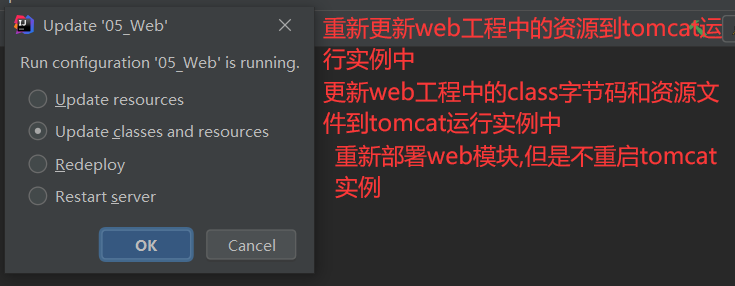 Update '05_Web'
Run configuration '05_Web' is running.
Update resources
Update classes and resources
Redeploy
Restart server
OK
Cancel
重新更新web工程中的资源到tomcat运
行实例中
更新web工程中的class字节码和资源文
件到tomcat运行实例中
重新部署web模块,但是不重启tomcat
实例